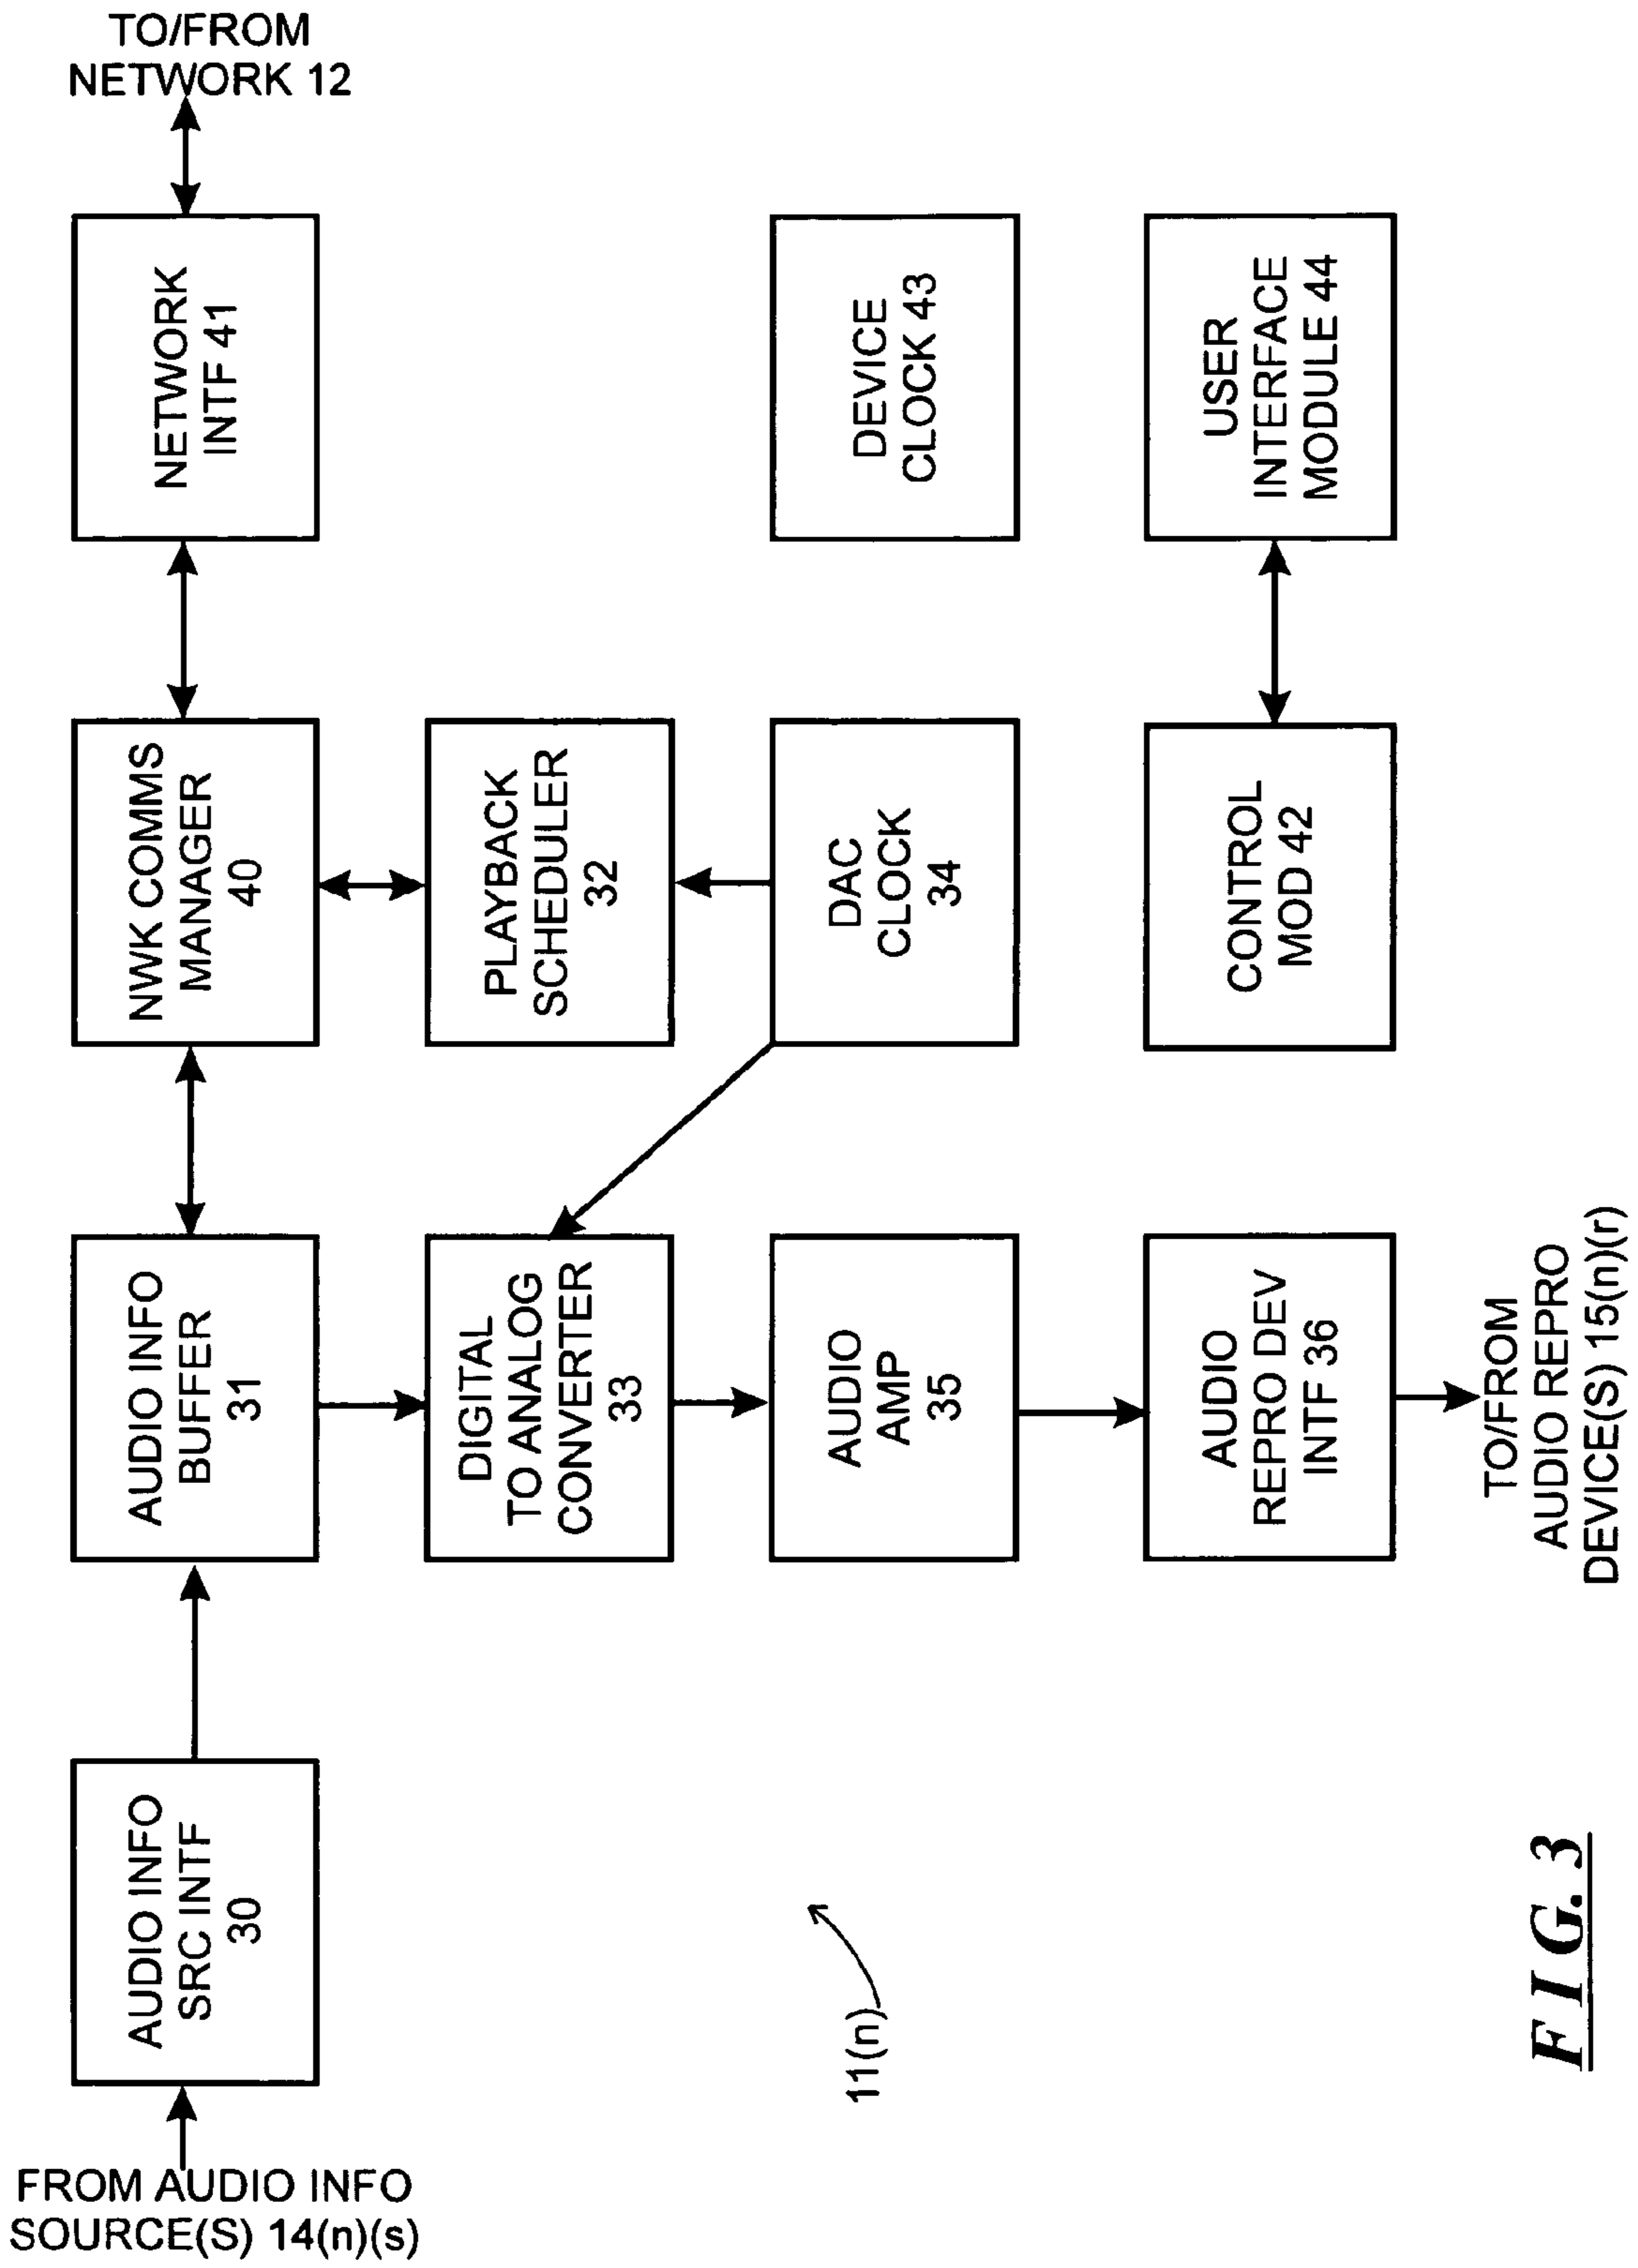 TO/FROM
NETWORK 12
NETWORK
INTF 41
DEVICE
CLOCK 43
USER
INTERFACE
MODULE 44
NWK COMMS
MANAGER
40
PLAYBACK
SCHEDULER
32
DAC
CLOCK
34
CONTROL
MOD 42
AUDIO INFO
BUFFER
31
DIGITAL
TO ANALOG
CONVERTER
33
AUDIO
AMP
35
AUDIO
REPRO DEV
INTF 36
TO/FROM
AUDIO REPRO
DEVICE(S) 15(n)(r)
AUDIO INFO
SRC INTF
30
11(n)
FIG. 3
FROM AUDIO INFO
SOURCE(S) 14(n)(s)